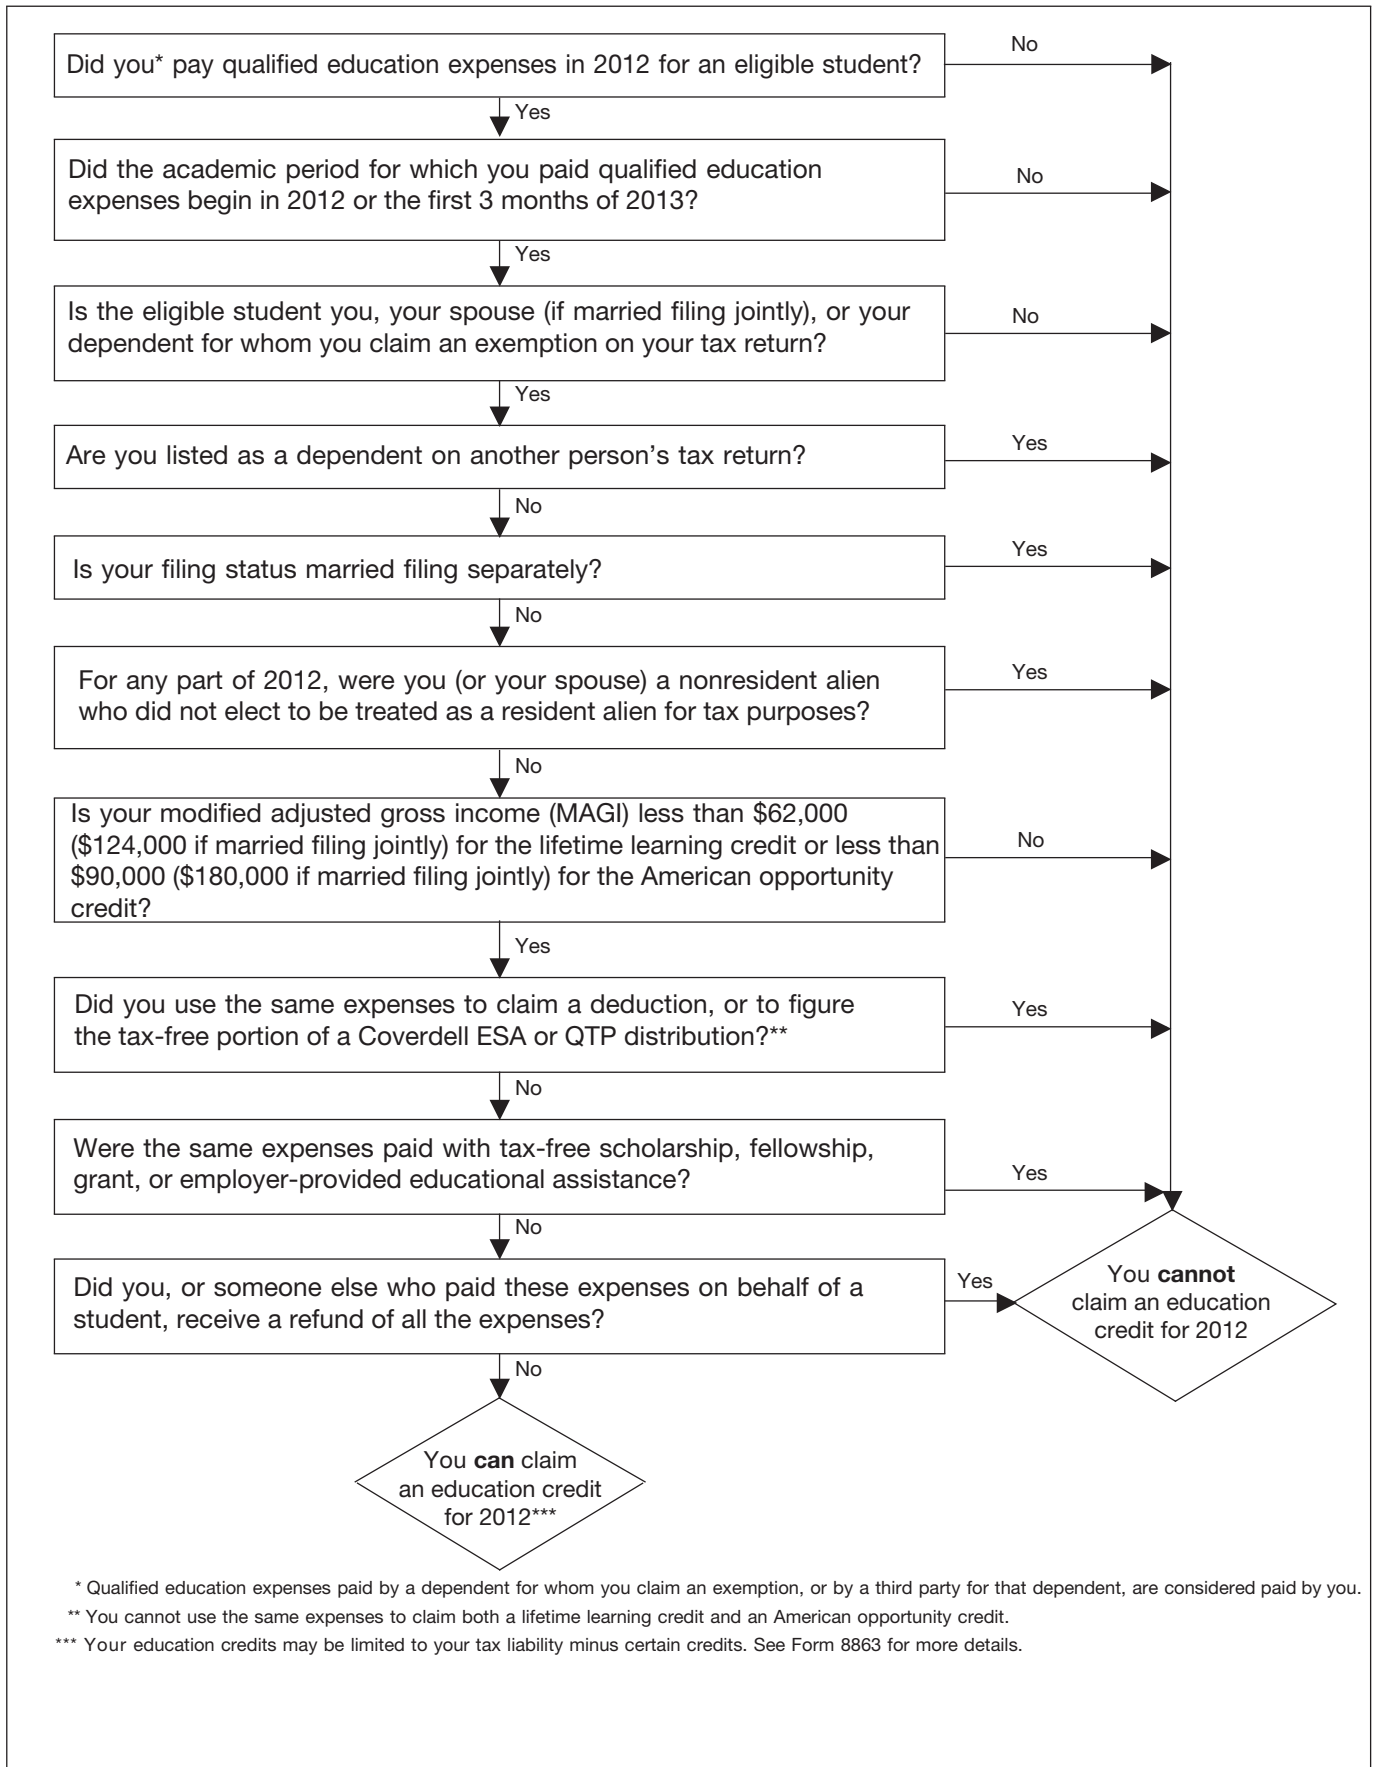 Did you* pay qualified education expenses in 2012 for an eligible student?
No
Yes
Did the academic period for which you paid qualified education
expenses begin in 2012 or the first 3 months of 2013?
No
Yes
Is the eligible student you, your spouse (if married filing jointly), or your
dependent for whom you claim an exemption on your tax return?
No
Yes
Are you listed as a dependent on another person's tax return?
Yes
No
Is your filing status married filing separately?
Yes
No
For any part of 2012, were you (or your spouse) a nonresident alien
who did not elect to be treated as a resident alien for tax purposes?
Yes
No
Is your modified adjusted gross income (MAGI) less than $62,000
($124,000 if married filing jointly) for the lifetime learning credit or less than
$90,000 ($180,000 if married filing jointly) for the American opportunity
credit?
No
Yes
Did you use the same expenses to claim a deduction, or to figure
the tax-free portion of a Coverdell ESA or QTP distribution?**
Yes
No
Were the same expenses paid with tax-free scholarship, fellowship,
grant, or employer-provided educational assistance?
Yes
No
Did you, or someone else who paid these expenses on behalf of a
student, receive a refund of all the expenses?
Yes
You cannot
claim an education
credit for 2012
No
You can claim
an education credit
for 2012***
* Qualified education expenses paid by a dependent for whom you claim an exemption, or by a third party for that dependent, are considered paid by you.
** You cannot use the same expenses to claim both a lifetime learning credit and an American opportunity credit.
*** Your education credits may be limited to your tax liability minus certain credits. See Form 8863 for more details.